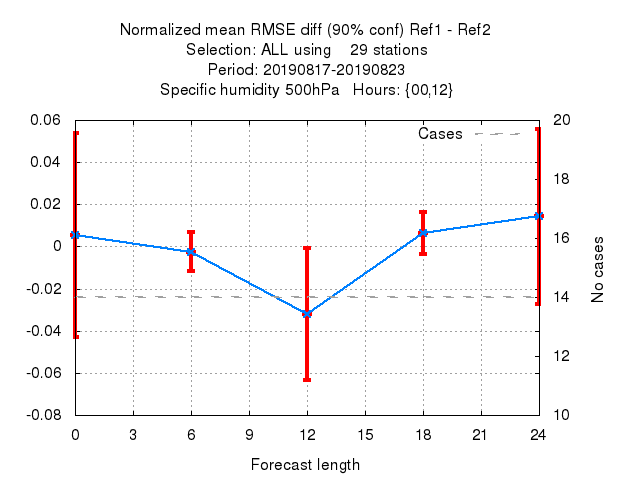 Normalized mean RMSE diff (90% conf) Ref1 - Ref2
Selection: ALL using    29 stations
Period: 20190817-20190823
Specific humidity 500hPa   Hours: {00,12}
0.06
0.04
0.02
0
-0.02
-0.04
-0.06
-0.08
20
18
16
14
12
10
Cases
No cases
0 3 6 9 12 15 18 21 24
Forecast length